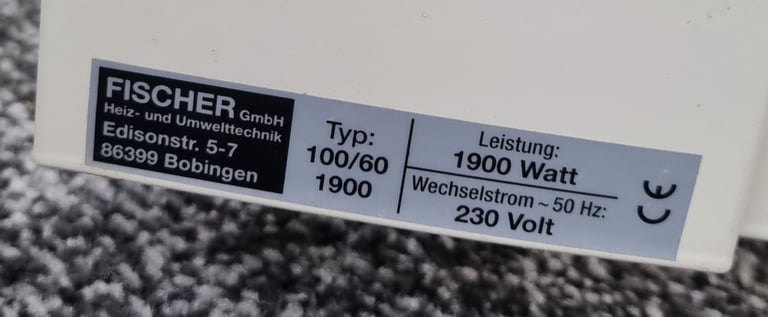 FISCHER GmbH
Heiz- und Umwelttechnik
Edisonstr. 5-7
86399 Bobingen
Typ:
100/60
1900
Leistung:
1900 Watt
Wechselstrom ~ 50 Hz:
230 Volt
CE